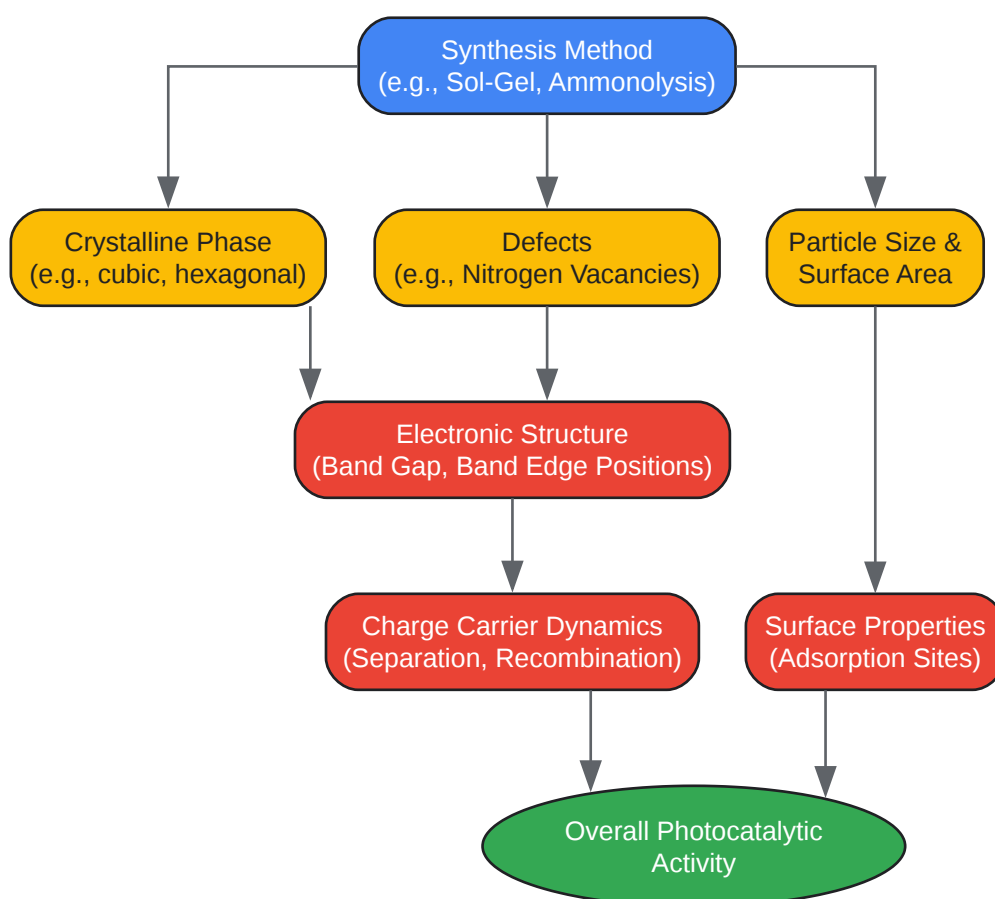 Synthesis Method
(e.g., Sol-Gel, Ammonolysis)
Crystalline Phase
(e.g., cubic, hexagonal)
Defects
(e.g., Nitrogen Vacancies)
Particle Size &
Surface Area
Electronic Structure
(Band Gap, Band Edge Positions)
Charge Carrier Dynamics
(Separation, Recombination)
Surface Properties
(Adsorption Sites)
Overall Photocatalytic
Activity